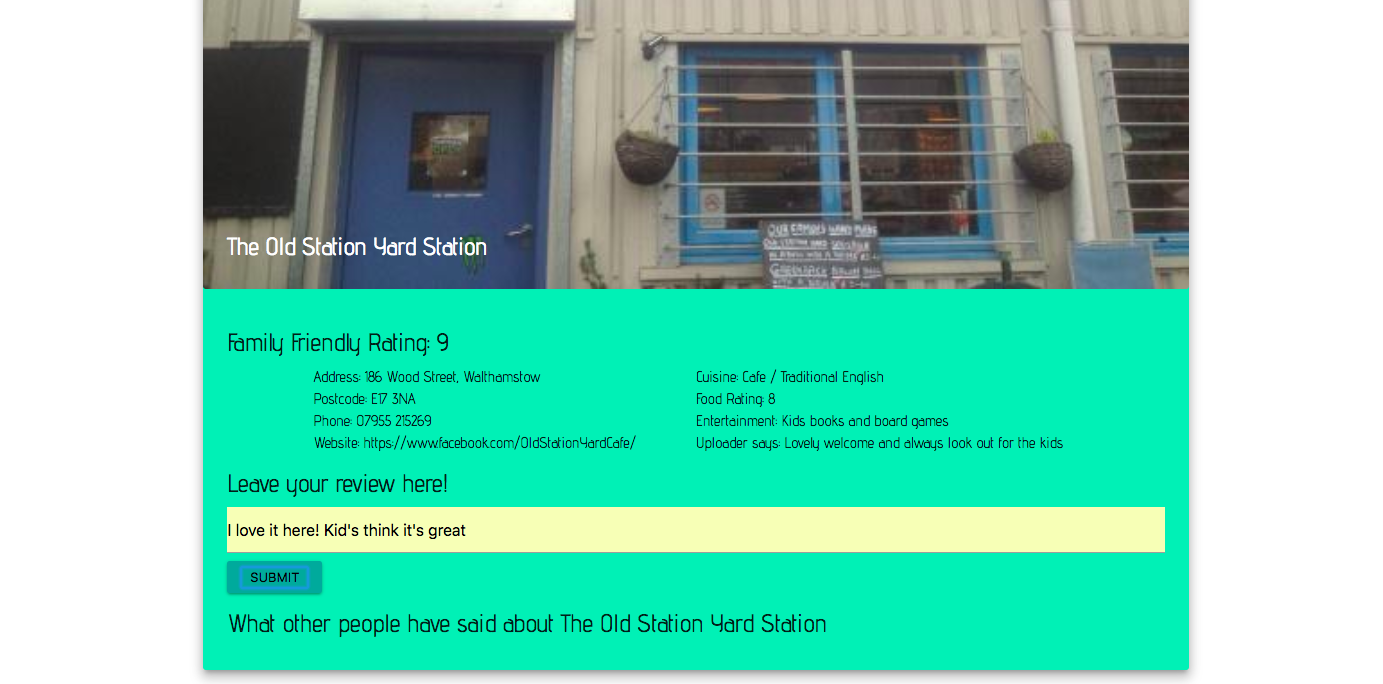 The Old Station Yard Station
OUR FAMOUS
Family Friendly Rating: 9
Address: 186 Wood Street, Walthamstow
Postcode: E17 3NA
Phone: 07955 215269
Website: https://www.facebook.com/OldStationYardCafe/
Cuisine: Cafe / Traditional English
Food Rating: 8
Entertainment: Kids books and board games
Uploader says: Lovely welcome and always look out for the kids
Leave your review here!
I love it here! Kid's think it's great
SUBMIT
What other people have said about The Old Station Yard Station